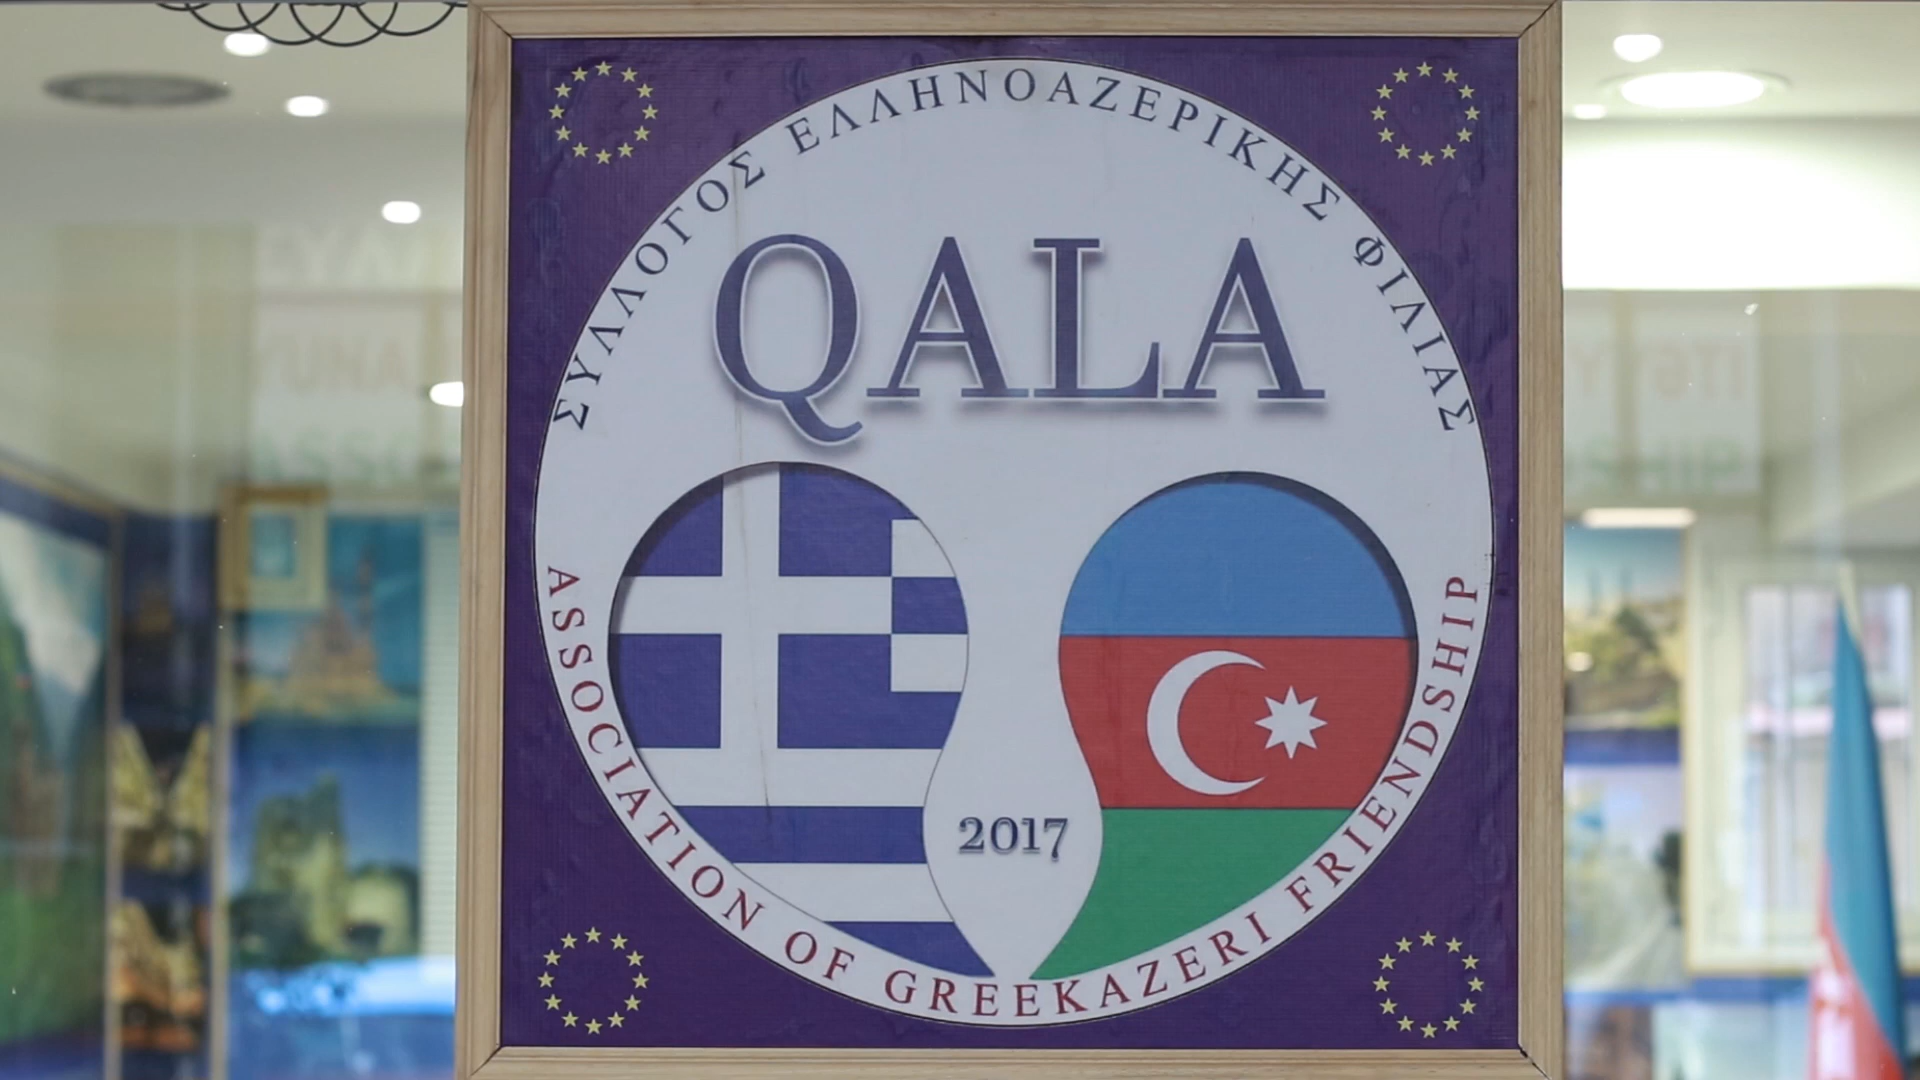 ΣΥΛΛΟΓΟΣ ΕΛΛΗΝΟΑΖΕΡΙΚΗΣ ΦΙΛΙΑΣ
QALA
2017
ASSOCIATION OF GREEKAZERI FRIENDSHIP